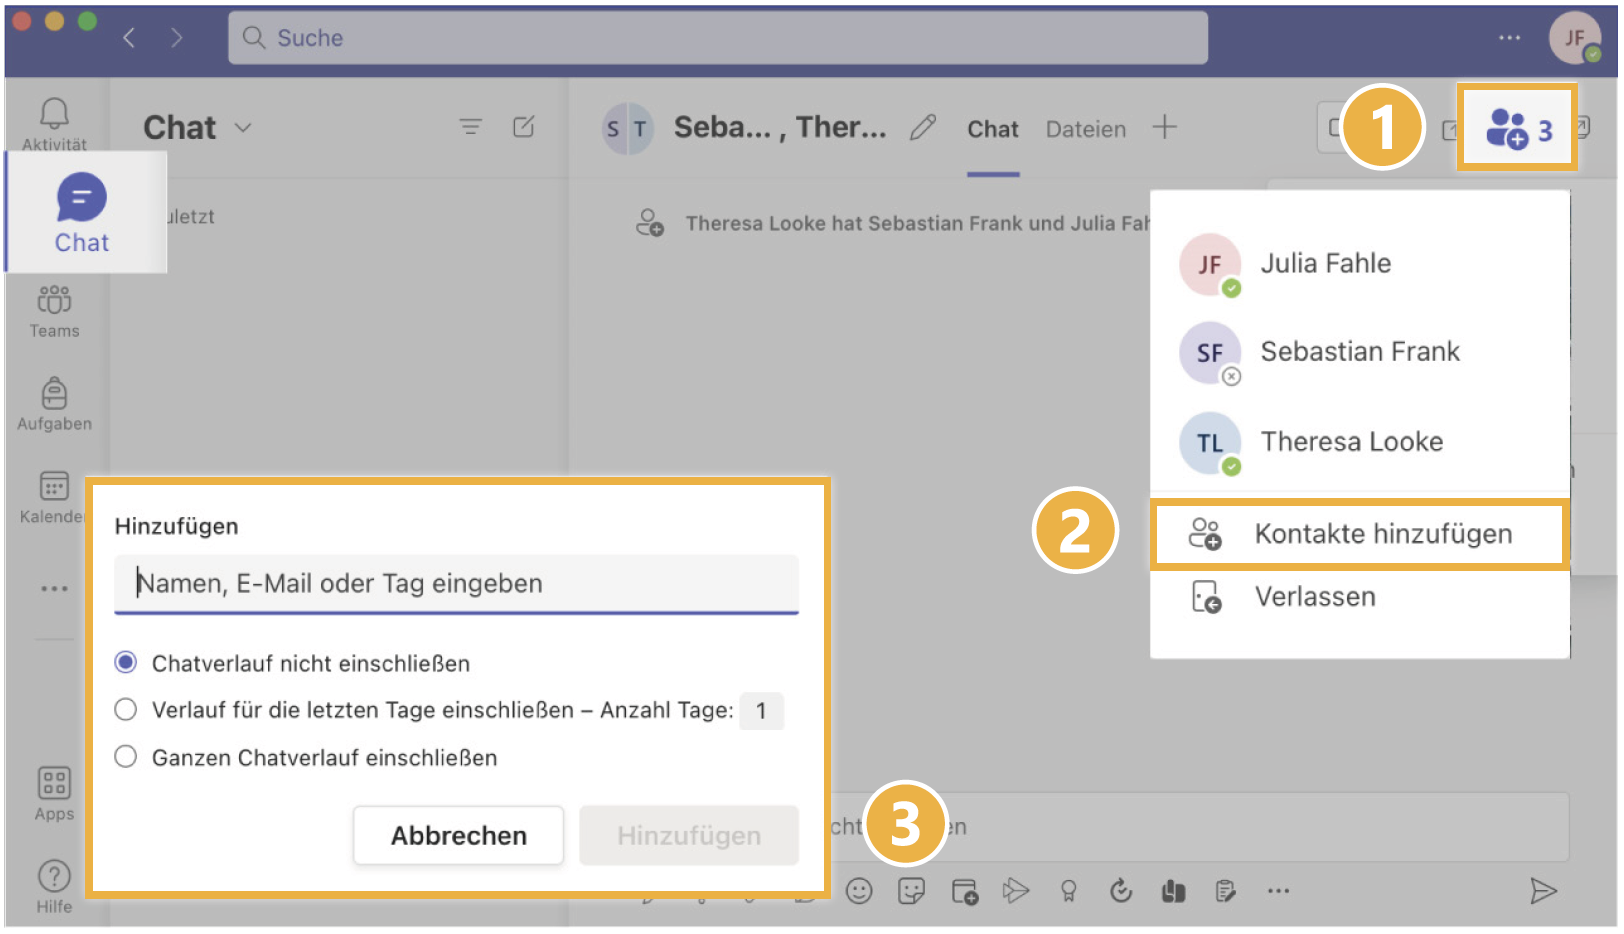 Suche
JF
Aktivität
Chat
Teams
Aufgaben
Kalender
Apps
Hilfe
Chat
uletzt
S T Seba... , Ther... Chat Dateien
1
3
Theresa Looke hat Sebastian Frank und Julia Fah
JF Julia Fahle
SF Sebastian Frank
TL Theresa Looke
2
Kontakte hinzufügen
Verlassen
Hinzufügen
Namen, E-Mail oder Tag eingeben
Chatverlauf nicht einschließen
Verlauf für die letzten Tage einschließen – Anzahl Tage: 1
Ganzen Chatverlauf einschließen
Abbrechen Hinzufügen
3